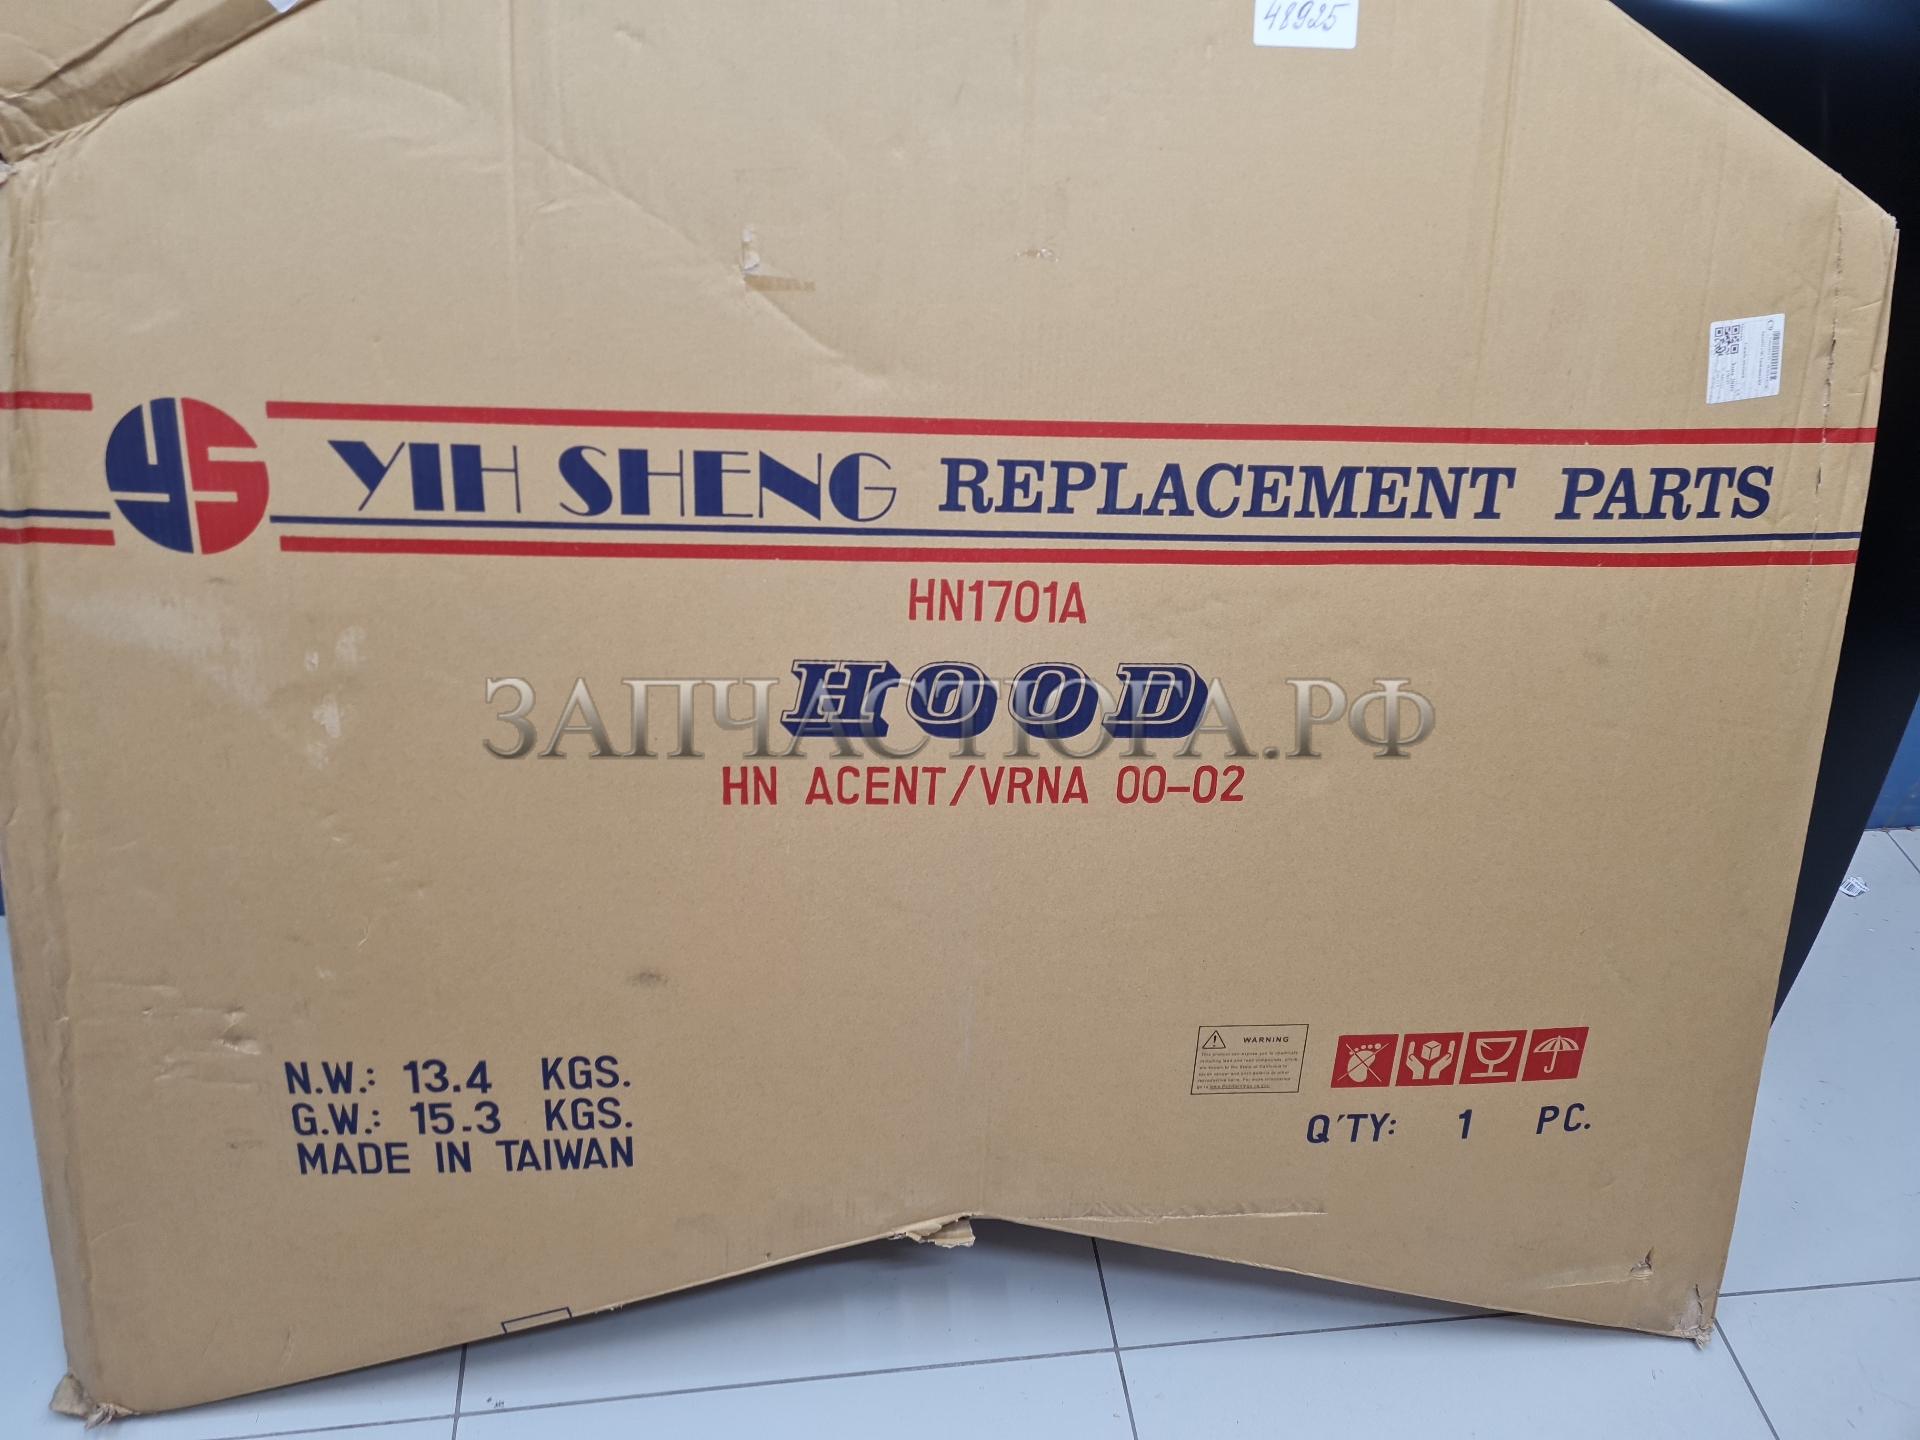 48925
YS YIH SHENG REPLACEMENT PARTS
HN1701A
HOOD
ЗАПЧАСТЮГА.РФ
HN ACENT/VRNA 00-02
N.W.: 13.4 KGS.
G.W.: 15.3 KGS.
MADE IN TAIWAN
WARNING
Q'TY: 1 PC.